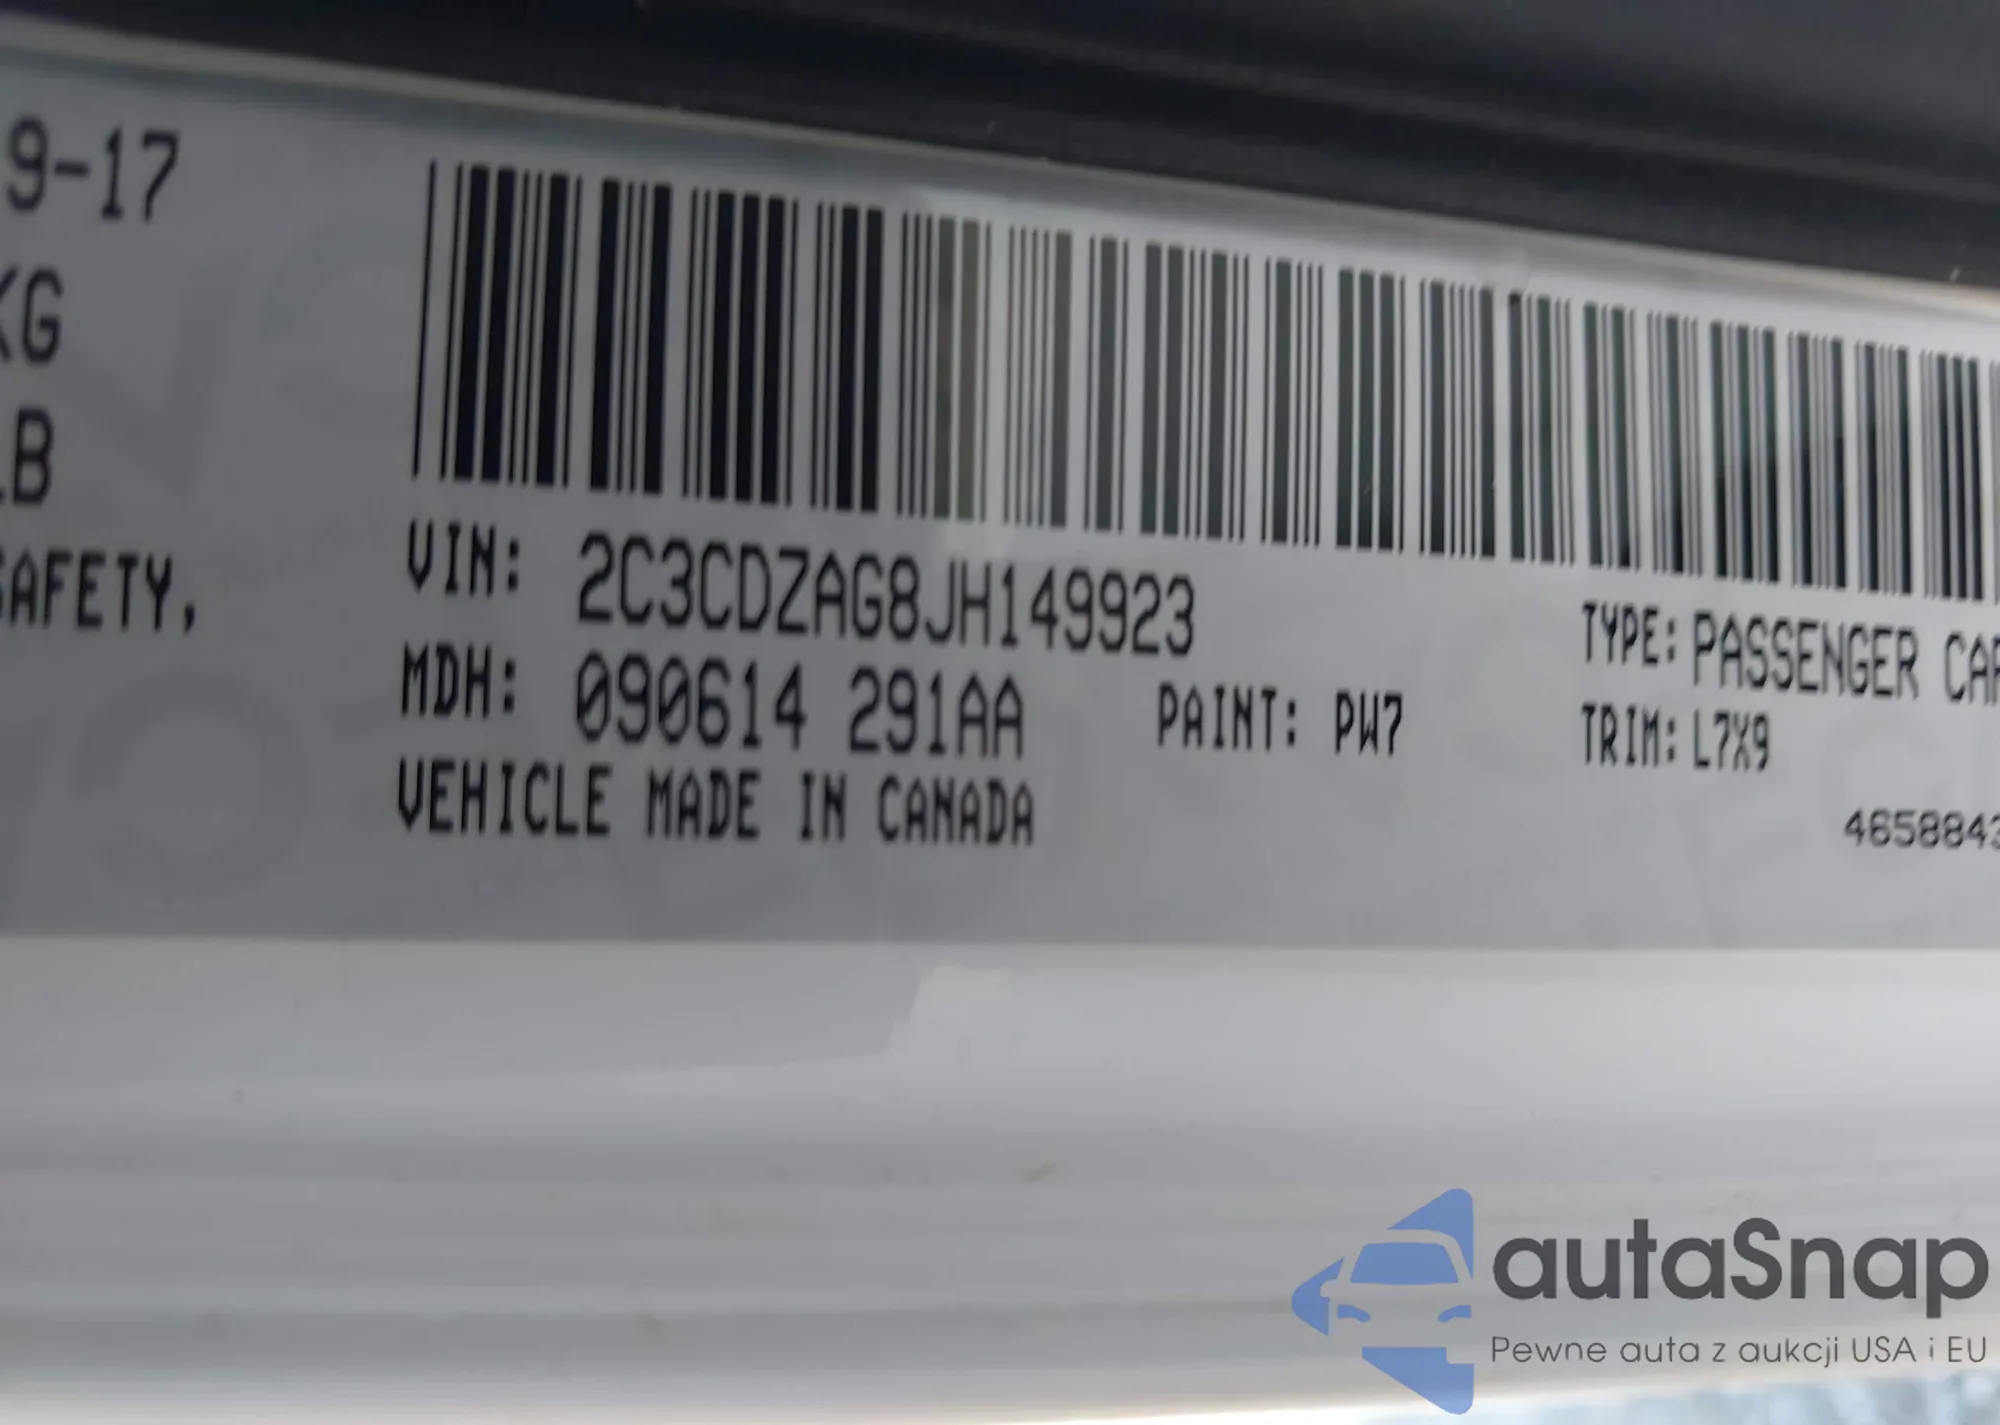 9-17
KG
LB
SAFETY,
VIN: 2C3CDZAG8JH149923
TYPE: PASSENGER CAR
MDH: 090614 291AA
PAINT: PW7
TRIM: L7X9
VEHICLE MADE IN CANADA
4658843
autaSnap
Pewne auta z aukcji USA i EU